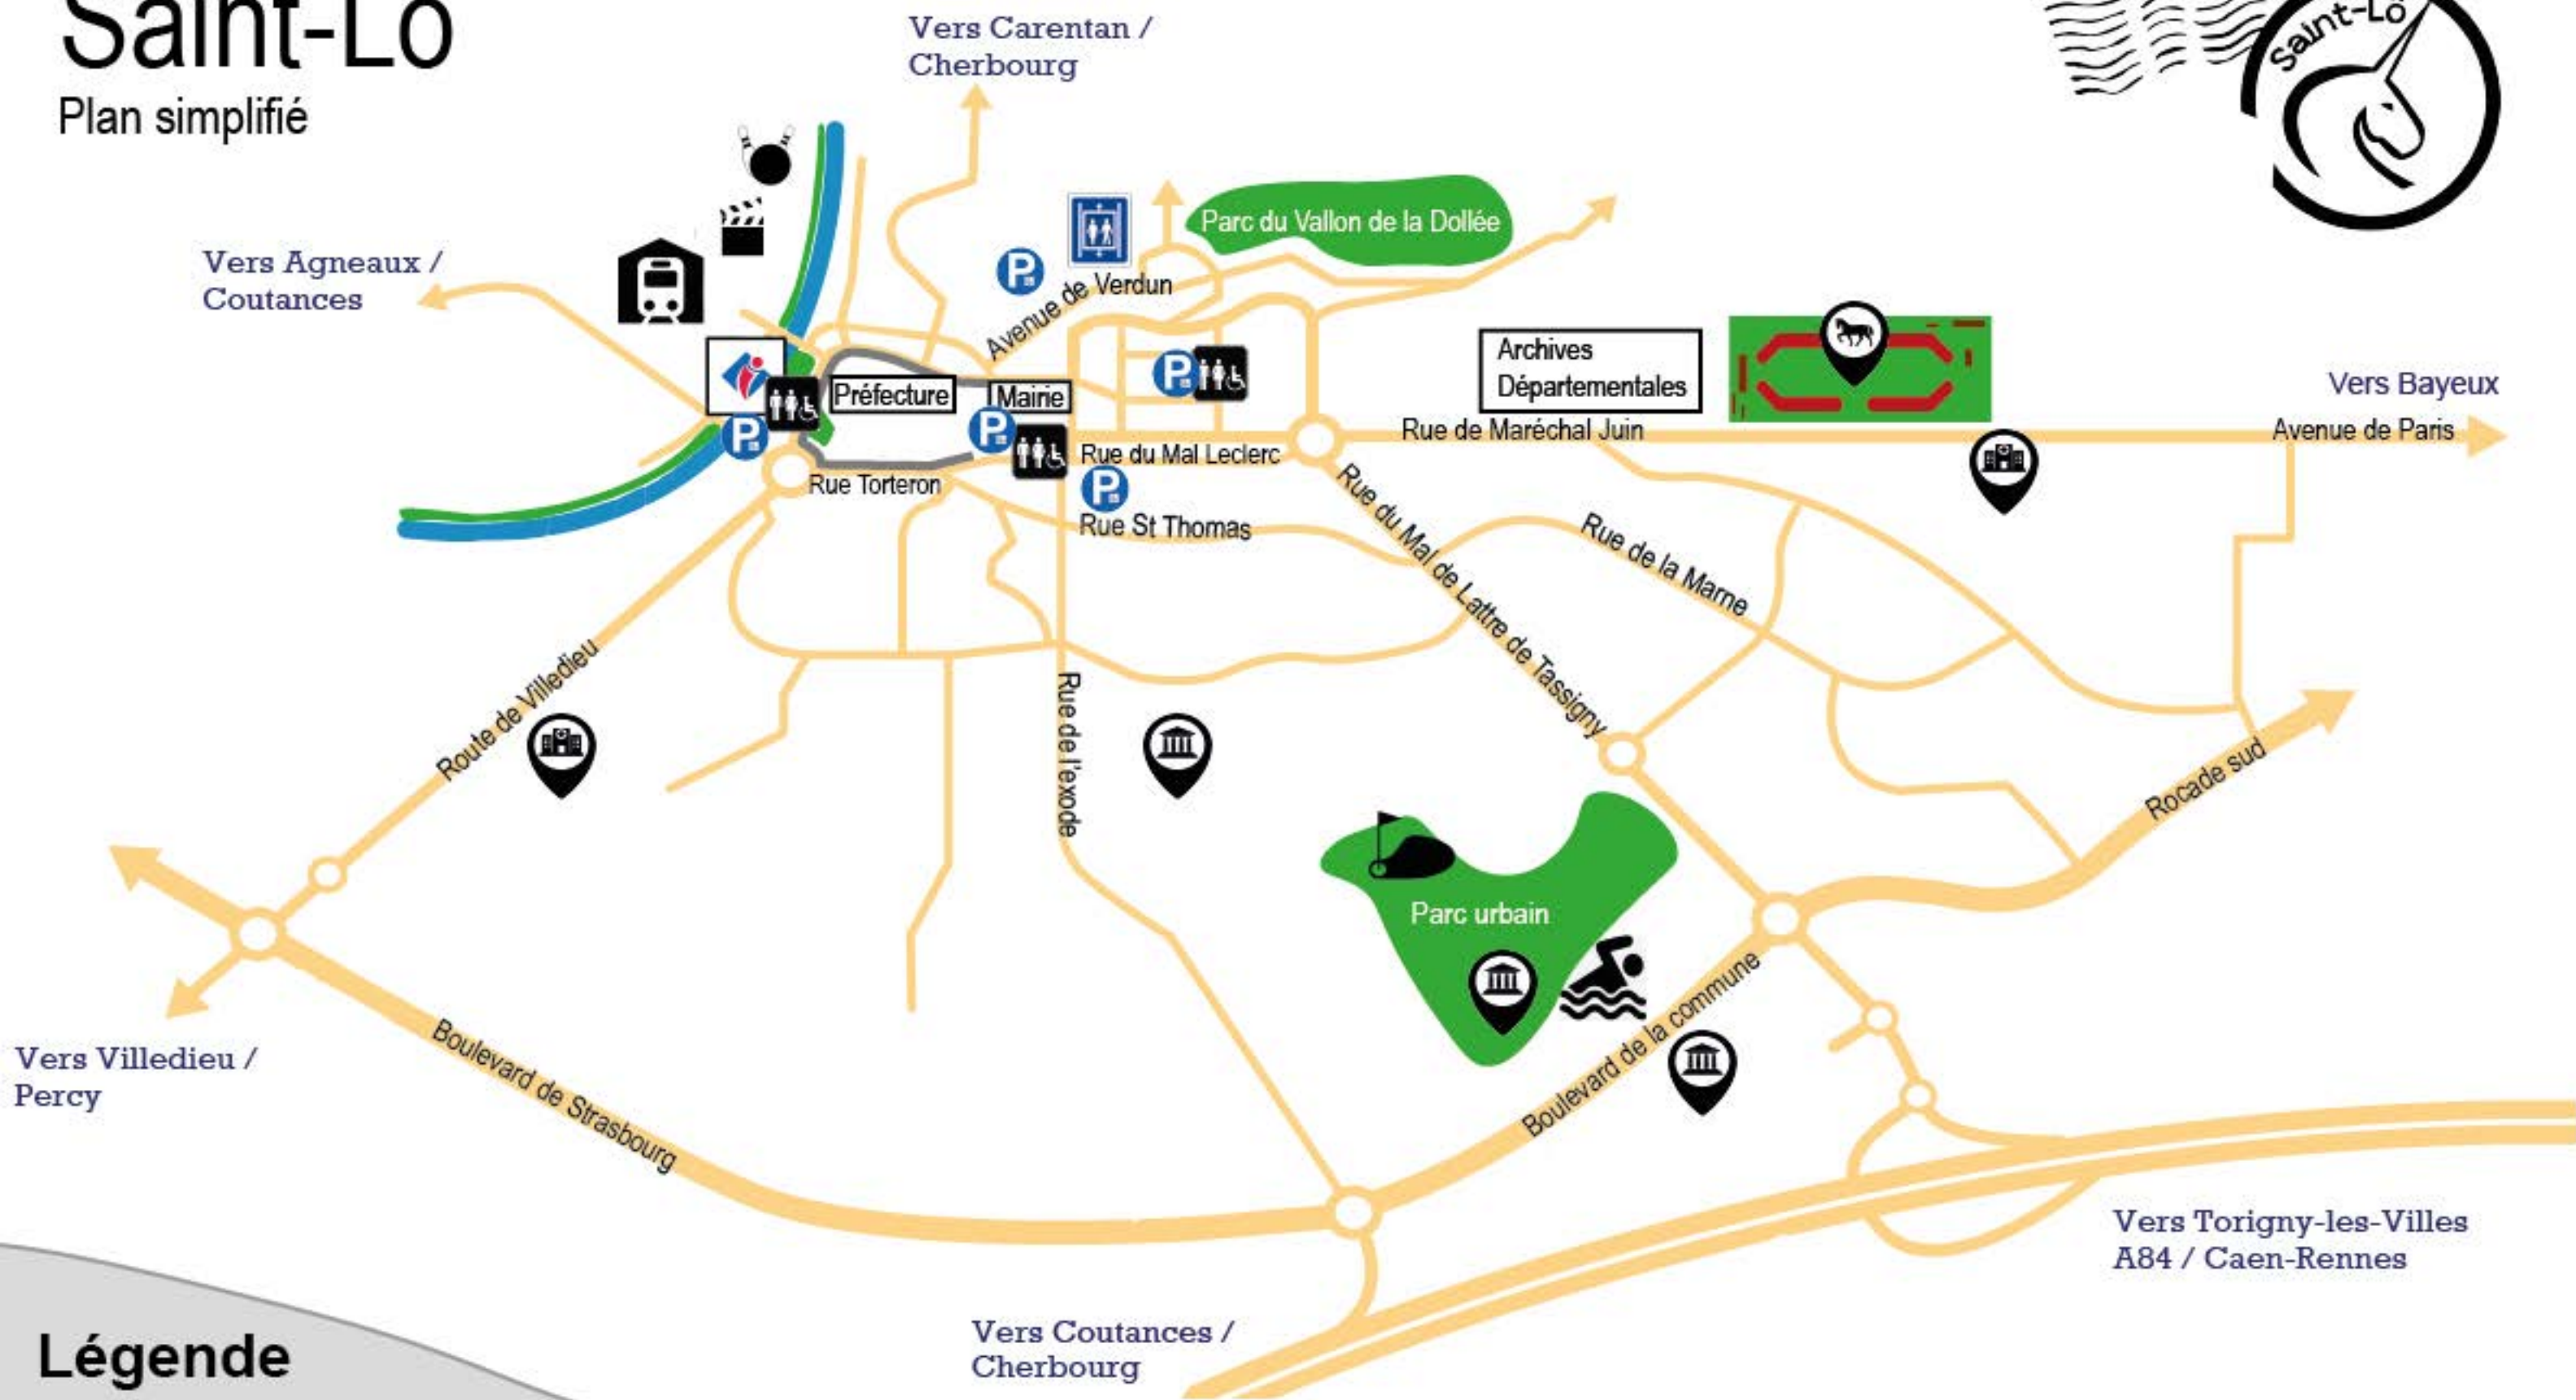 Saint-Lô
Plan simplifié
Vers Carentan /
Cherbourg
Saint-Lô
Vers Agneaux /
Coutances
Parc du Vallon de la Dollée
Avenue de Verdun
Archives
Départementales
Préfecture
Mairie
P
P
P
P
P
Vers Bayeux
Rue de Maréchal Juin
Avenue de Paris
Rue du Mal Leclerc
Rue Torteron
Rue St Thomas
Rue du Mal de Lattre de Tassigny
Rue de la Marne
Route de Villedieu
Rue de l'exode
Rocade sud
Parc urbain
Boulevard de la commune
Boulevard de Strasbourg
Vers Villedieu /
Percy
Vers Torigny-les-Villes
A84 / Caen-Rennes
Vers Coutances /
Cherbourg
Légende